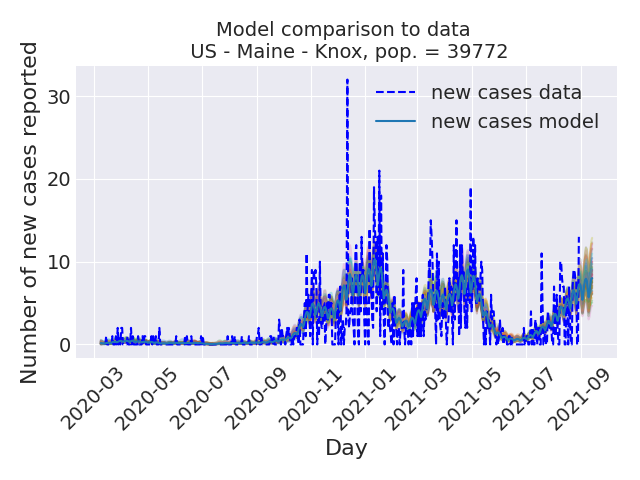 Model comparison to data
US - Maine - Knox, pop. = 39772
Number of new cases reported
30
20
10
0
new cases data
new cases model
2020-03
2020-05
2020-07
2020-09
2020-11
2021-01
2021-03
2021-05
2021-07
2021-09
Day